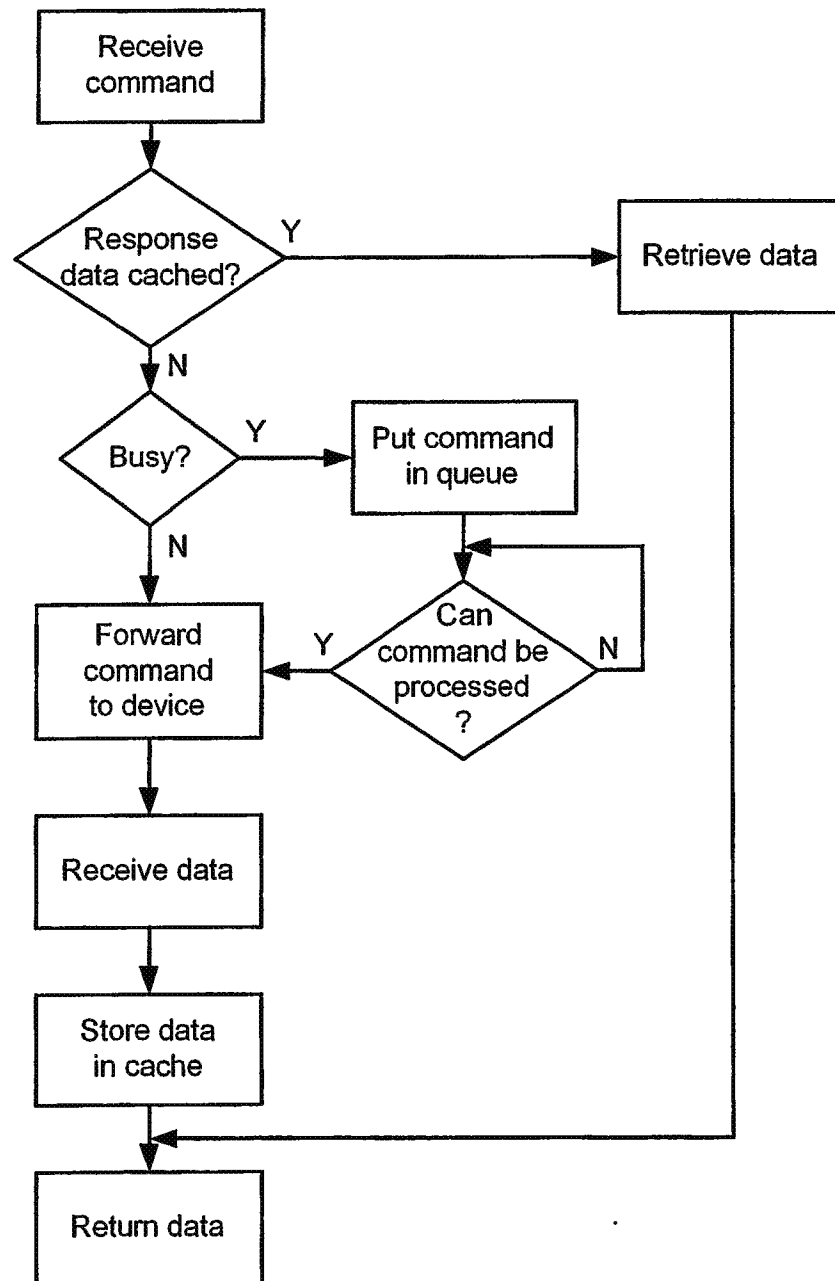 Receive
command
Response
data cached?
Y
Retrieve data
N
Busy?
Y
Put command
in queue
N
Forward
command
to device
Y
Can
command be
processed
?
N
Receive data
Store data
in cache
Return data